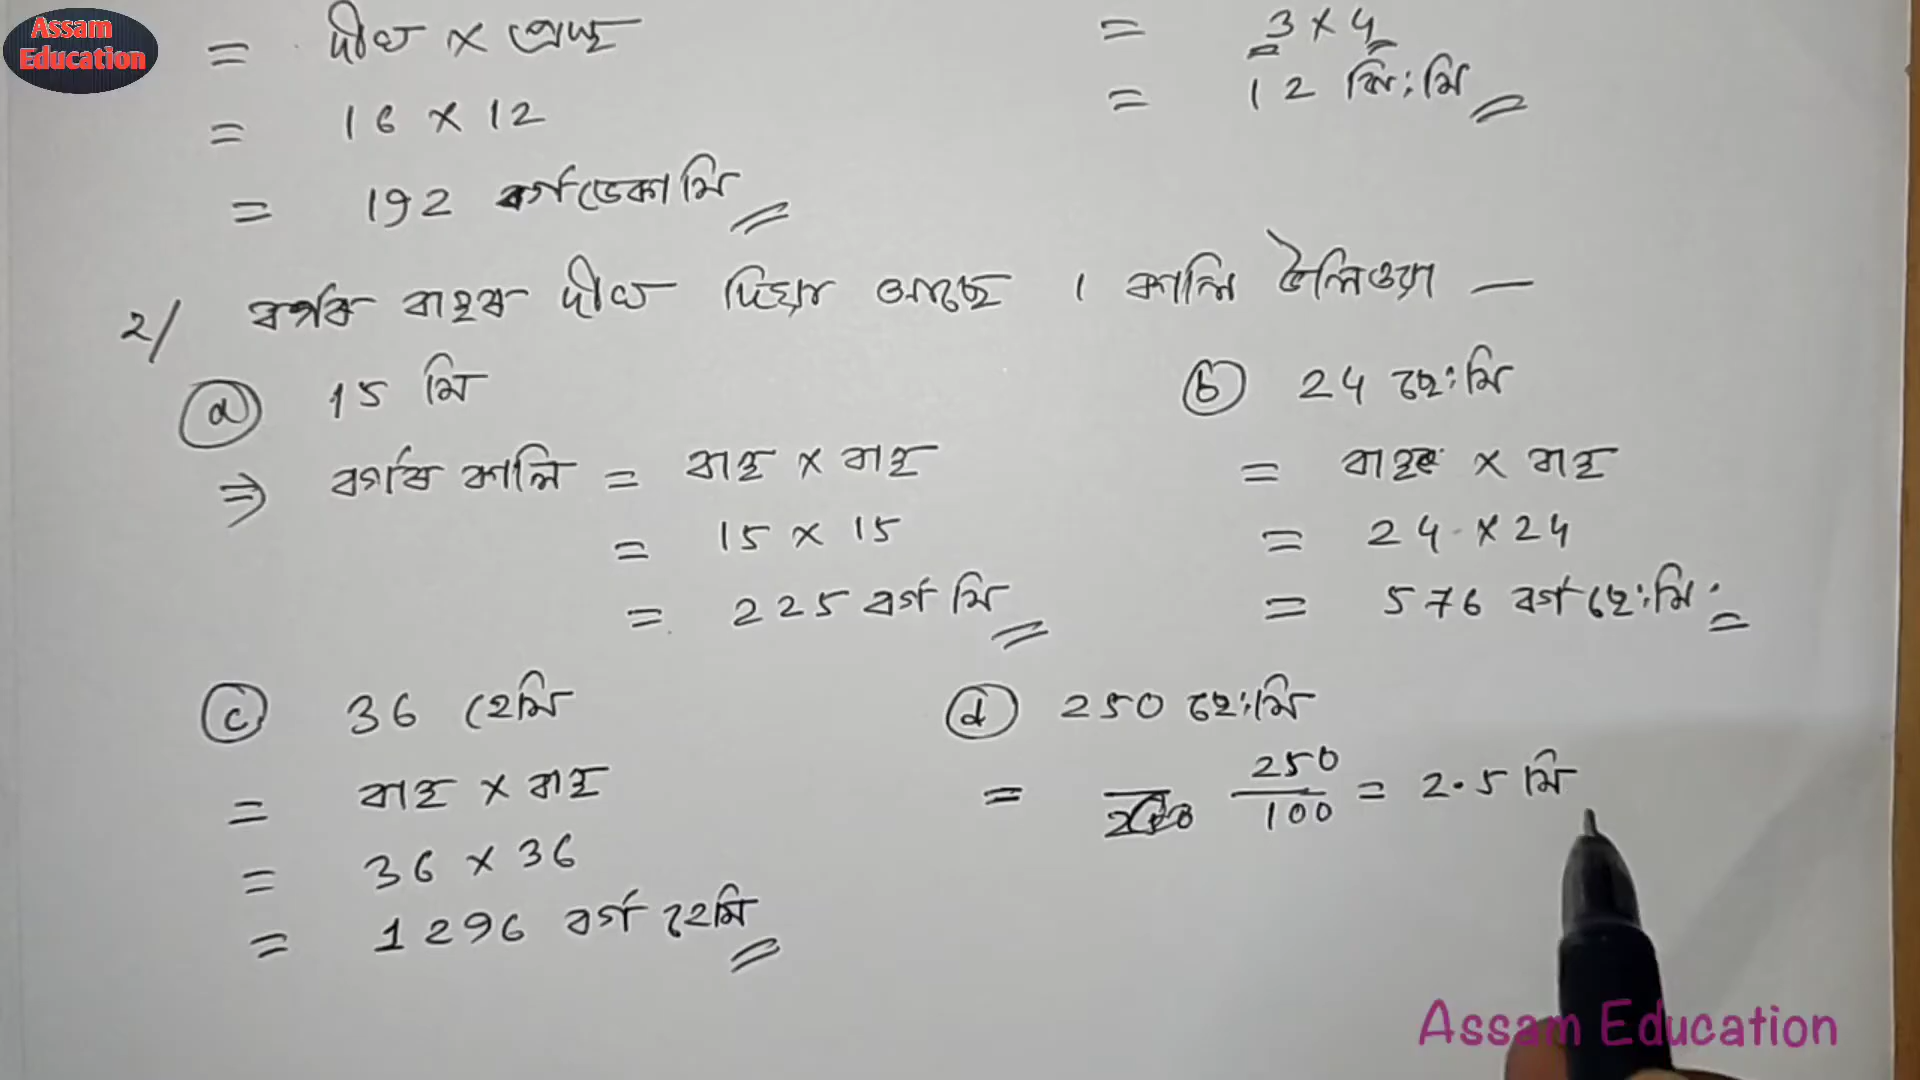 Assam
Education
= দীঘ × প্ৰস্থ
= 16 × 12
= 192 বৰ্গডেকামি
= 3 × 4
= 12 কি:মি
2/ বৰ্গৰ বাহুৰ দীঘ দিয়া আছে । কালি উলিওৱা —
(a) 15 মি
⇒ বৰ্গৰ কালি = বাহু × বাহু
= 15 × 15
= 225 বৰ্গ মি
(b) 24 ছে:মি
= বাহু × বাহু
= 24 × 24
= 576 বৰ্গ ছে:মি
(c) 36 হেমি
= বাহু × বাহু
= 36 × 36
= 1296 বৰ্গ হেমি
(d) 250 ছে:মি
= 250/100 = 2.5 মি
Assam Education